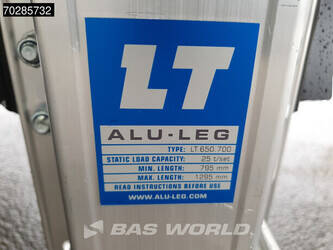 70285732
LT
ALU·LEG
TYPE: LT 650.700
STATIC LOAD CAPACITY: 25 t/set
MIN. LENGTH: 795 mm
MAX. LENGTH: 1295 mm
READ INSTRUCTIONS BEFORE USE
WWW.ALU-LEG.COM
BAS WORLD